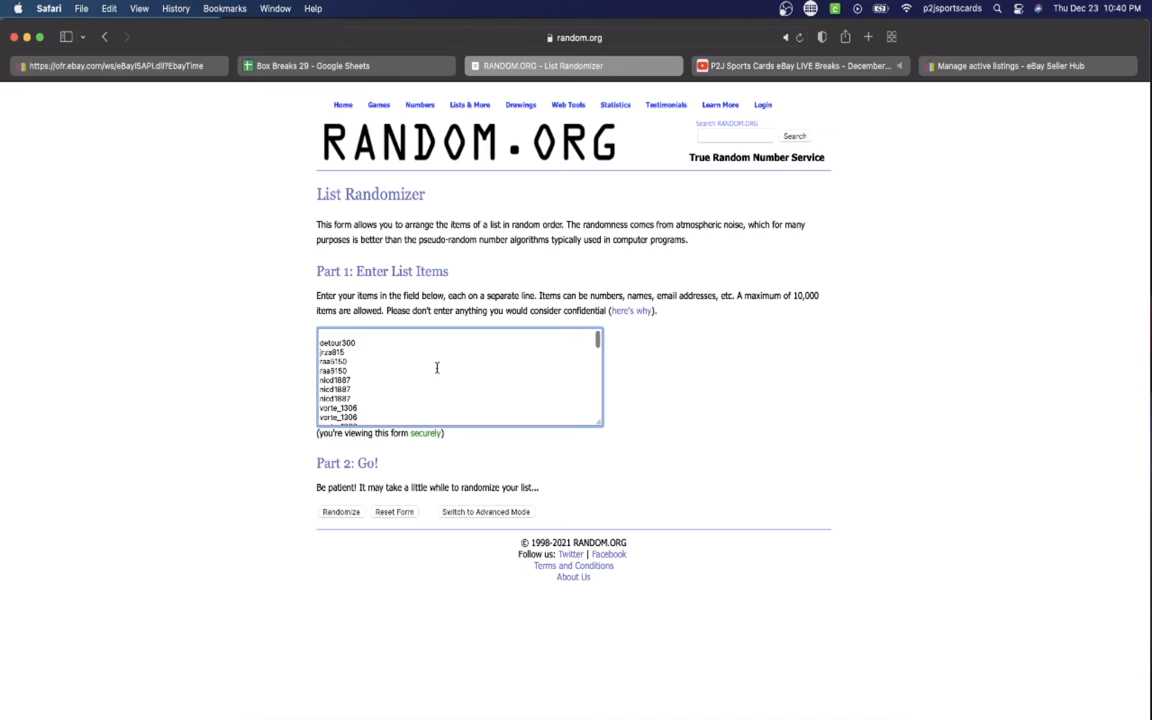 Safari File Edit View History Bookmarks Window Help p2jsportscards Thu Dec 23 10:40 PM
random.org
https://ofr.ebay.com/ws/eBayISAPI.dll?EbayTime Box Breaks 29 - Google Sheets RANDOM.ORG - List Randomizer P2J Sports Cards eBay LIVE Breaks - December... Manage active listings - eBay Seller Hub
Home Games Numbers Lists & More Drawings Web Tools Statistics Testimonials Learn More Login
Search RANDOM.ORG
RANDOM.ORG
Search
True Random Number Service
List Randomizer
This form allows you to arrange the items of a list in random order. The randomness comes from atmospheric noise, which for many
purposes is better than the pseudo-random number algorithms typically used in computer programs.
Part 1: Enter List Items
Enter your items in the field below, each on a separate line. Items can be numbers, names, email addresses, etc. A maximum of 10,000
items are allowed. Please don't enter anything you would consider confidential (here's why).
detour300
jrza815
raa5150
raa5150
nicd1887
nicd1887
nicd1887
vorte_1306
vorte_1306
(you're viewing this form securely)
Part 2: Go!
Be patient! It may take a little while to randomize your list...
Randomize Reset Form Switch to Advanced Mode
© 1998-2021 RANDOM.ORG
Follow us: Twitter | Facebook
Terms and Conditions
About Us